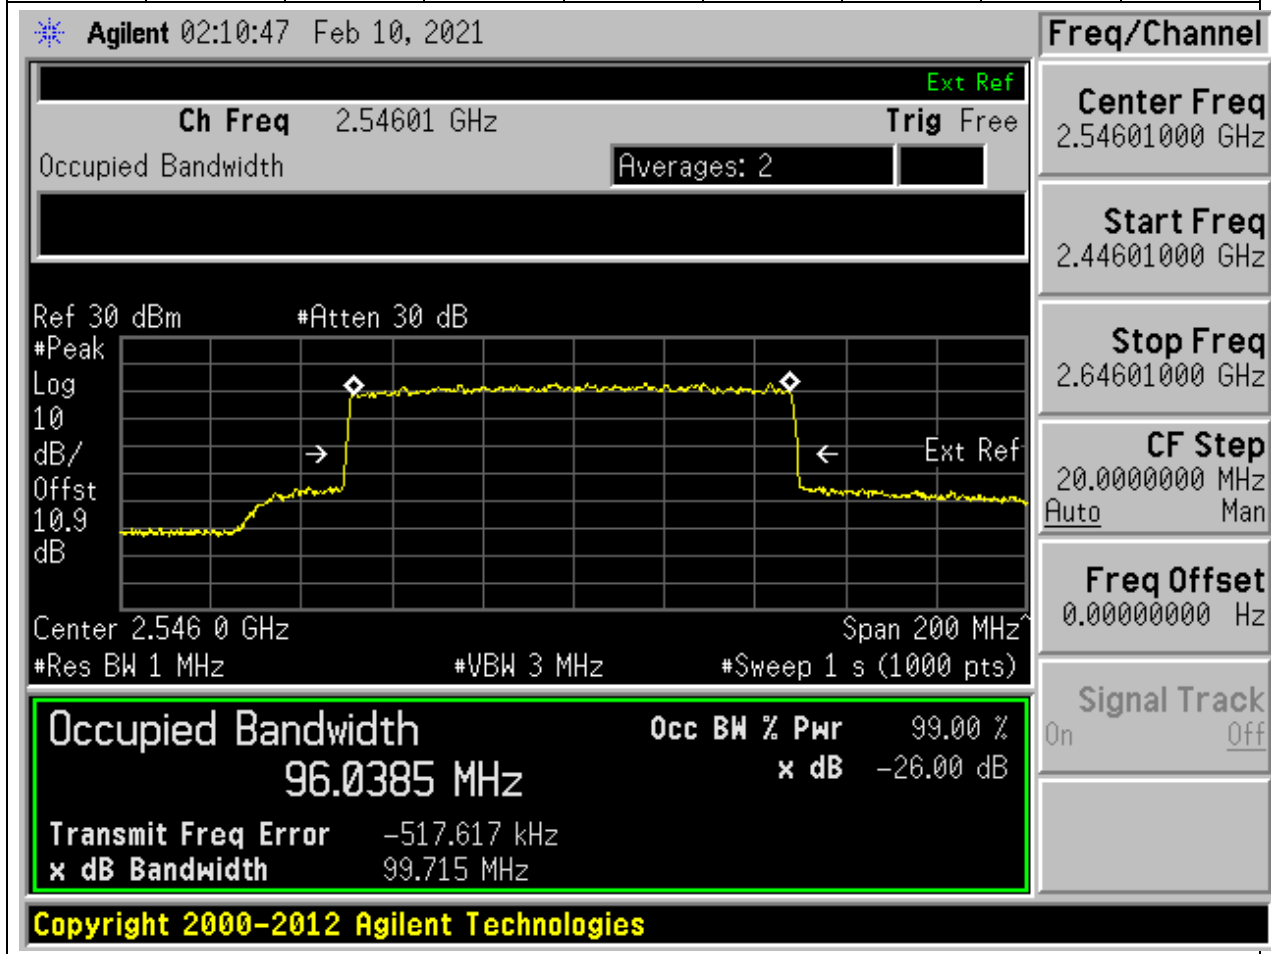 Agilent 02:10:47 Feb 10, 2021
Freq/Channel
Ext Ref
Ch Freq 2.54601 GHz Trig Free
Occupied Bandwidth Averages: 2
Ref 30 dBm #Atten 30 dB
#Peak
Log
10
dB/
Offst
10.9
dB
Ext Ref
Center 2.546 0 GHz Span 200 MHz^
#Res BW 1 MHz #VBW 3 MHz #Sweep 1 s (1000 pts)
Occupied Bandwidth
96.0385 MHz
Occ BW % Pwr 99.00 %
x dB -26.00 dB
Transmit Freq Error -517.617 kHz
x dB Bandwidth 99.715 MHz
Center Freq
2.54601000 GHz
Start Freq
2.44601000 GHz
Stop Freq
2.64601000 GHz
CF Step
20.0000000 MHz
Auto Man
Freq Offset
0.00000000 Hz
Signal Track
On Off
Copyright 2000-2012 Agilent Technologies